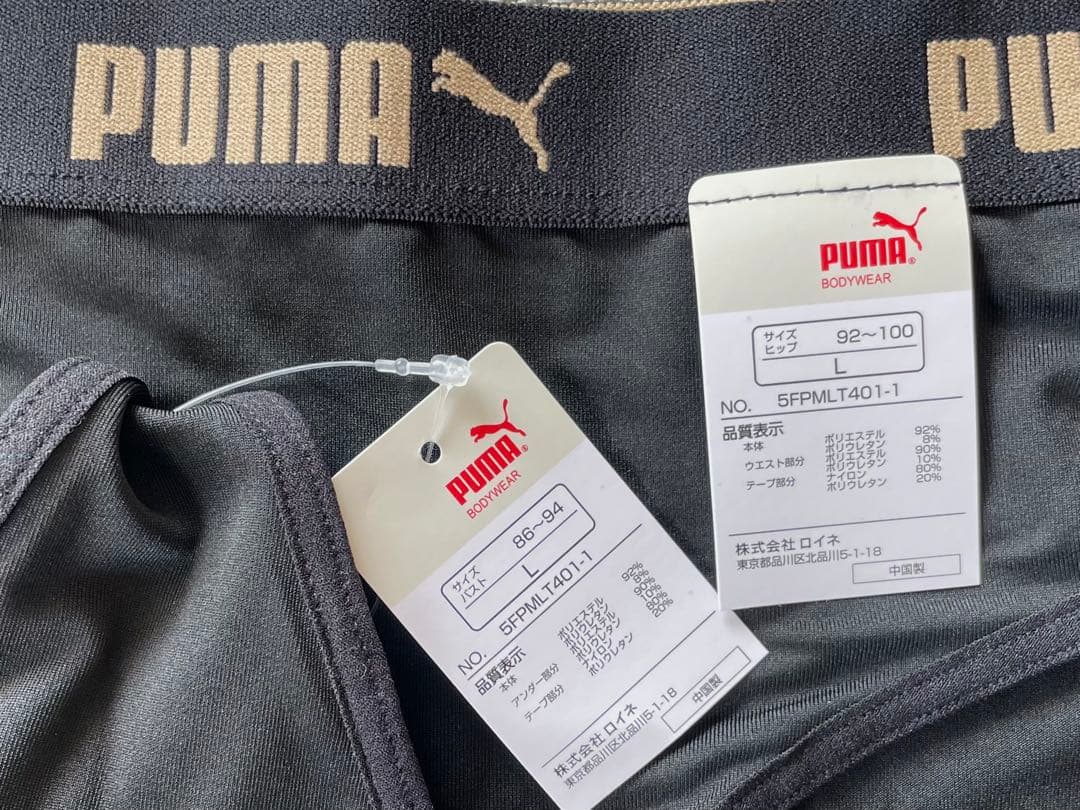 PUMA
PU
PUMA®
BODYWEAR
サイズ
ヒップ 92～100
L
NO. 5FPMLT401-1
品質表示
本体 ポリエステル 92%
ポリウレタン 8%
ウエスト部分 ポリエステル 90%
ポリウレタン 10%
テープ部分 ナイロン 80%
ポリウレタン 20%
株式会社 ロイネ
東京都品川区北品川5-1-18
中国製
PUMA®
BODYWEAR
サイズ
バスト 86～94
L
NO. 5FPMLT401-1
品質表示
本体 ポリエステル 92%
ポリウレタン 8%
アンダー部分 ポリエステル 90%
ポリウレタン 10%
テープ部分 ナイロン 80%
ポリウレタン 20%
株式会社 ロイネ
東京都品川区北品川5-1-18
中国製